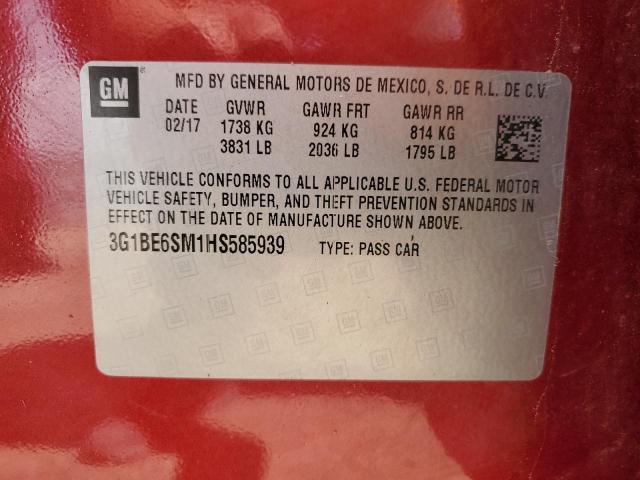 GM MFD BY GENERAL MOTORS DE MEXICO, S. DE R.L. DE C.V.
DATE GVWR GAWR FRT GAWR RR
02/17 1738 KG 924 KG 814 KG
3831 LB 2036 LB 1795 LB
THIS VEHICLE CONFORMS TO ALL APPLICABLE U.S. FEDERAL MOTOR
VEHICLE SAFETY, BUMPER, AND THEFT PREVENTION STANDARDS IN
EFFECT ON THE DATE OF MANUFACTURE SHOWN ABOVE.
3G1BE6SM1HS585939 TYPE: PASS CAR